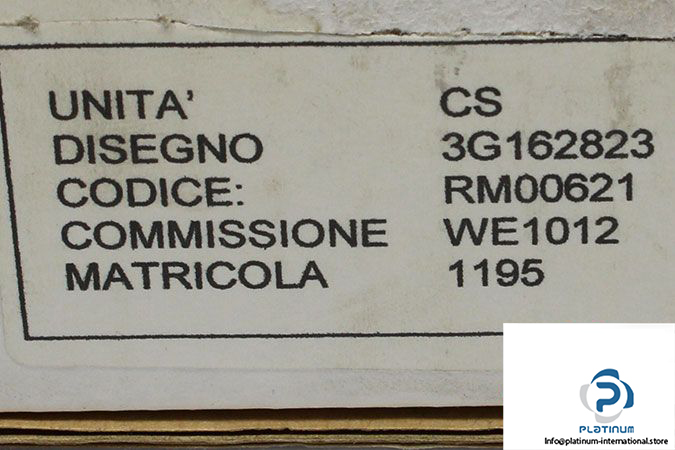 UNITA' CS
DISEGNO 3G162823
CODICE: RM00621
COMMISSIONE WE1012
MATRICOLA 1195
PLATINUM
Info@platinum-international.store